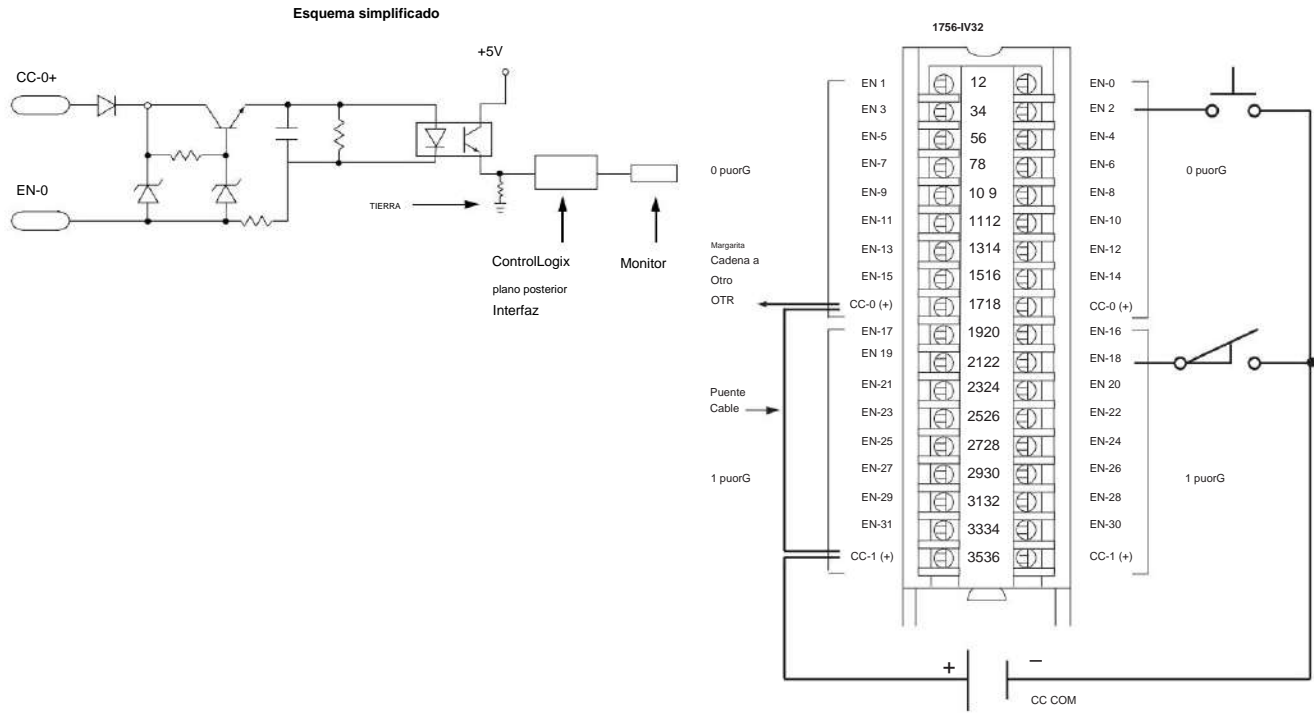 Esquema simplificado
+5V
CC-0+
EN-0
TIERRA
ControlLogix
plano posterior
Interfaz
Monitor
1756-IV32
EN 1 12 EN-0
EN 3 34 EN 2
EN-5 56 EN-4
EN-7 78 EN-6
0 puorG 0 puorG
EN-9 10 9 EN-8
EN-11 1112 EN-10
EN-13 1314 EN-12
EN-15 1516 EN-14
Margarita
Cadena a
Otro
OTR
CC-0 (+) 1718 CC-0 (+)
EN-17 1920 EN-16
EN 19 2122 EN-18
EN-21 2324 EN 20
Puente
Cable
EN-23 2526 EN-22
EN-25 2728 EN-24
EN-27 2930 EN-26
1 puorG 1 puorG
EN-29 3132 EN-28
EN-31 3334 EN-30
CC-1 (+) 3536 CC-1 (+)
+ –
CC COM